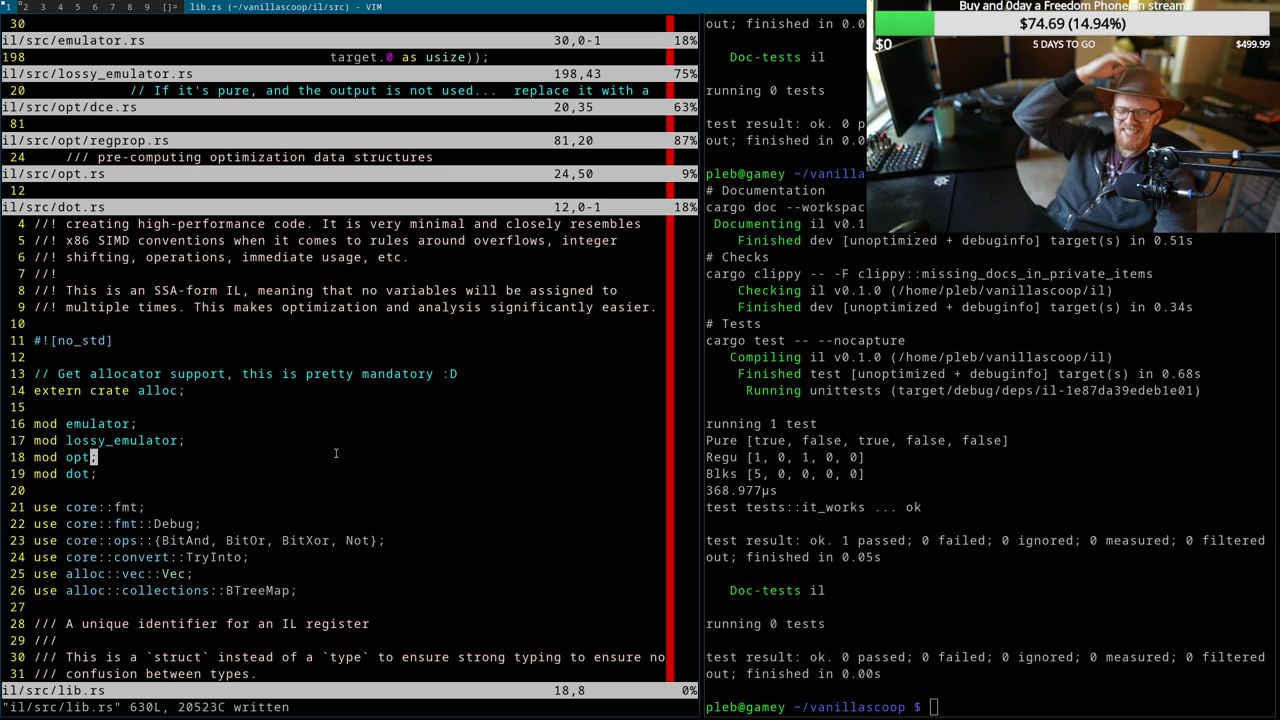 1 2 3 4 5 6 7 8 9 []= lib.rs (~/vanillascoop/il/src) - VIM
30
il/src/emulator.rs 30,0-1 18%
198 target.0 as usize));
il/src/lossy_emulator.rs 198,43 75%
20 // If it's pure, and the output is not used... replace it with a
il/src/opt/dce.rs 20,35 63%
81
il/src/opt/regprop.rs 81,20 87%
24 /// pre-computing optimization data structures
il/src/opt.rs 24,50 9%
12
il/src/dot.rs 12,0-1 18%
4 //! creating high-performance code. It is very minimal and closely resembles
5 //! x86 SIMD conventions when it comes to rules around overflows, integer
6 //! shifting, operations, immediate usage, etc.
7 //!
8 //! This is an SSA-form IL, meaning that no variables will be assigned to
9 //! multiple times. This makes optimization and analysis significantly easier.
10
11 #![no_std]
12
13 // Get allocator support, this is pretty mandatory :D
14 extern crate alloc;
15
16 mod emulator;
17 mod lossy_emulator;
18 mod opt;
19 mod dot;
20
21 use core::fmt;
22 use core::fmt::Debug;
23 use core::ops::{BitAnd, BitOr, BitXor, Not};
24 use core::convert::TryInto;
25 use alloc::vec::Vec;
26 use alloc::collections::BTreeMap;
27
28 /// A unique identifier for an IL register
29 ///
30 /// This is a `struct` instead of a `type` to ensure strong typing to ensure no
31 /// confusion between types.
il/src/lib.rs 18,8 0%
"il/src/lib.rs" 630L, 20523C written
out; finished in 0.0
Doc-tests il
running 0 tests
test result: ok. 0 p
out; finished in 0.0
pleb@gamey ~/vanilla
# Documentation
cargo doc --workspac
Documenting il v0.1
Finished dev [unoptimized + debuginfo] target(s) in 0.51s
# Checks
cargo clippy -- -F clippy::missing_docs_in_private_items
Checking il v0.1.0 (/home/pleb/vanillascoop/il)
Finished dev [unoptimized + debuginfo] target(s) in 0.34s
# Tests
cargo test -- --nocapture
Compiling il v0.1.0 (/home/pleb/vanillascoop/il)
Finished test [unoptimized + debuginfo] target(s) in 0.68s
Running unittests (target/debug/deps/il-1e87da39edeb1e01)
running 1 test
Pure [true, false, true, false, false]
Regu [1, 0, 1, 0, 0]
Blks [5, 0, 0, 0, 0]
368.977µs
test tests::it_works ... ok
test result: ok. 1 passed; 0 failed; 0 ignored; 0 measured; 0 filtered
out; finished in 0.05s
Doc-tests il
running 0 tests
test result: ok. 0 passed; 0 failed; 0 ignored; 0 measured; 0 filtered
out; finished in 0.00s
pleb@gamey ~/vanillascoop $
Buy and 0day a Freedom Phone on stream
$74.69 (14.94%)
$0 5 DAYS TO GO $499.99